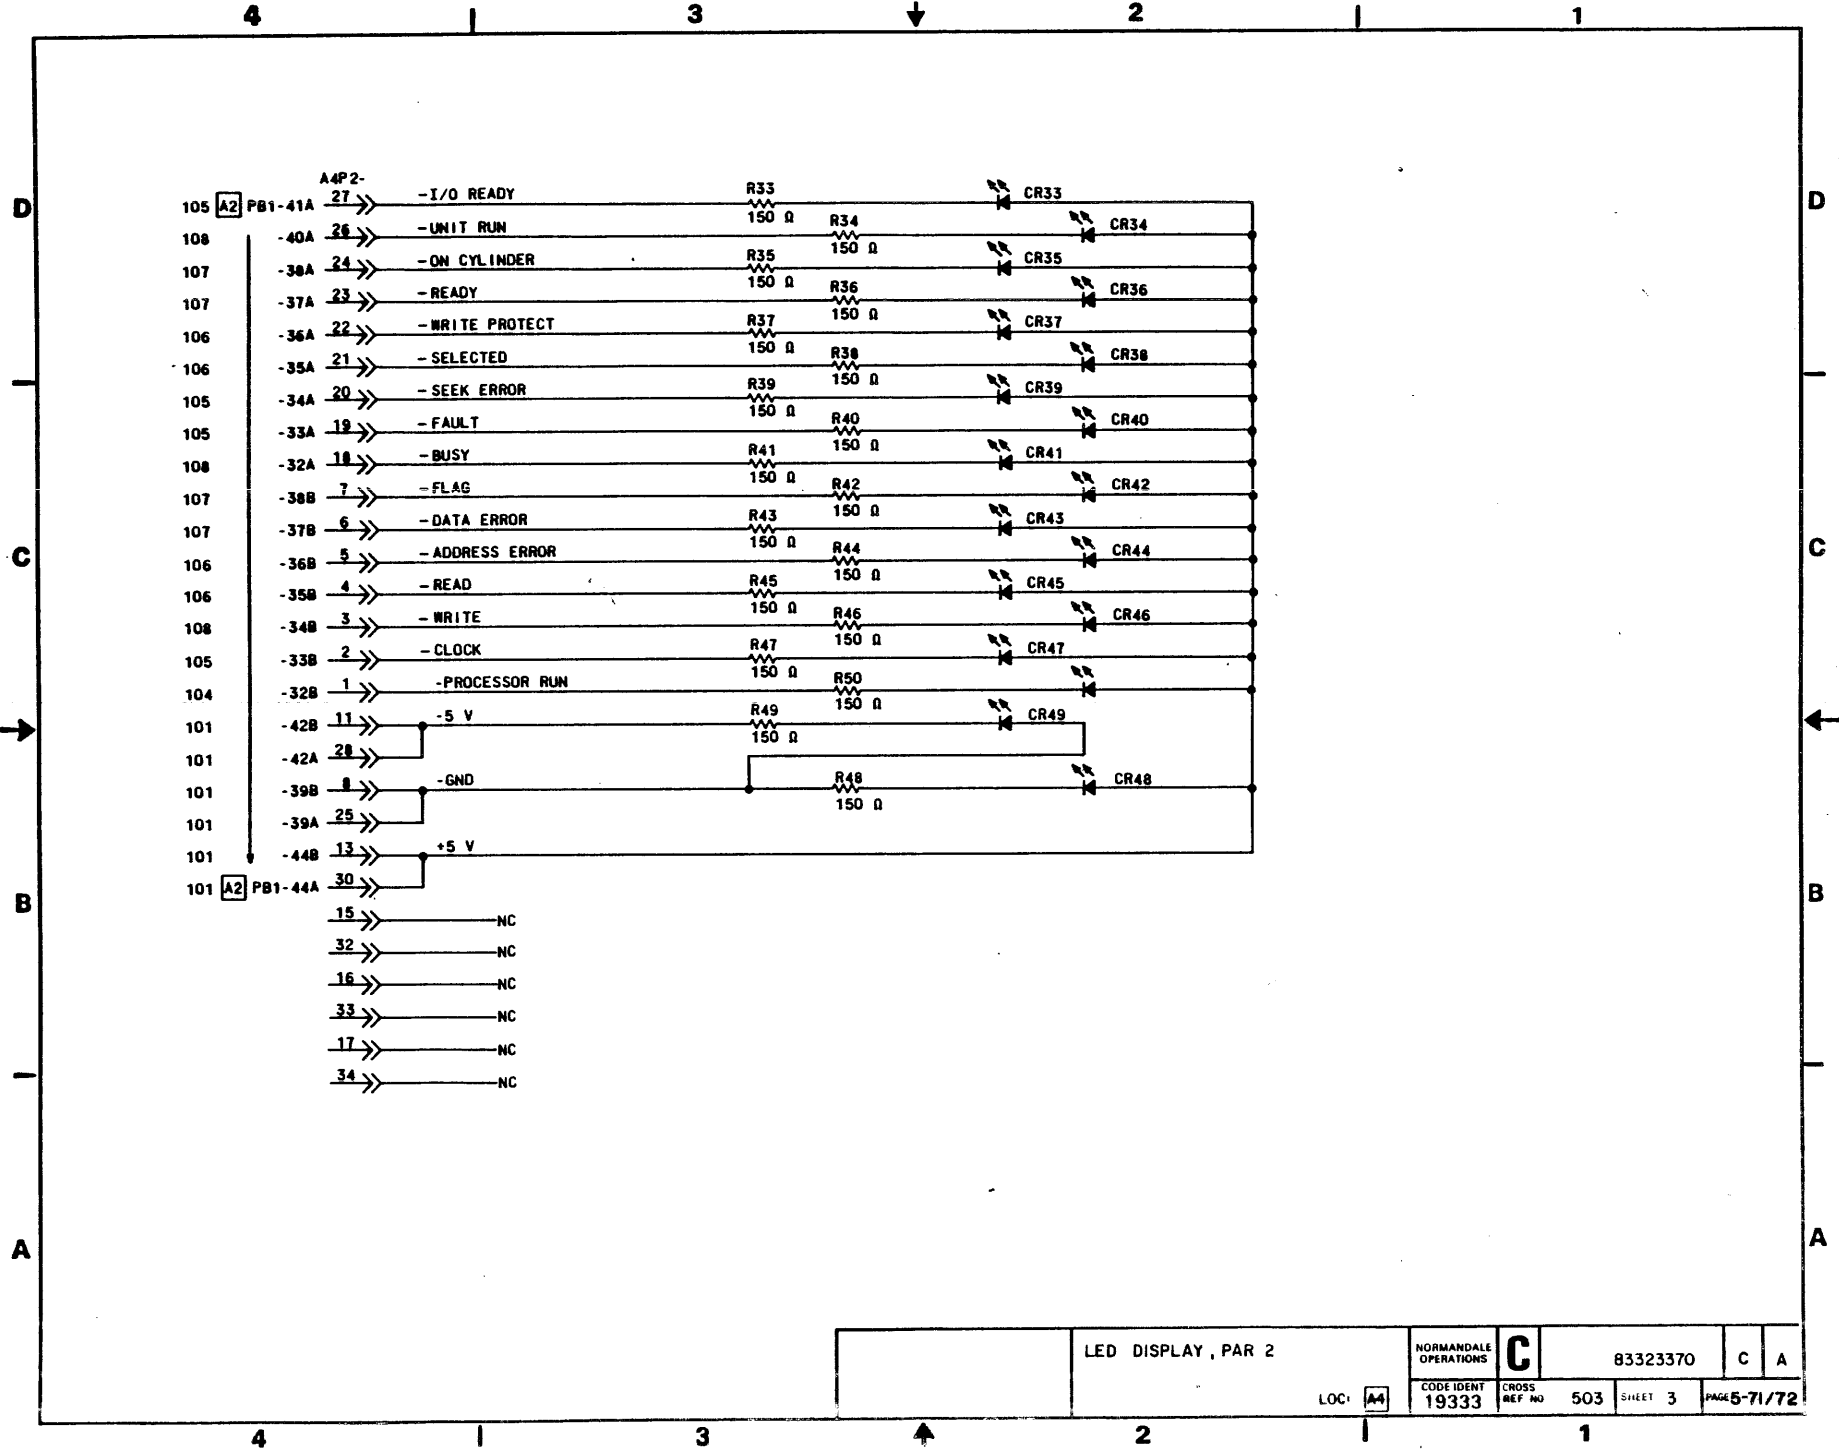 4 3 2 1
A4P2-
D 105 A2 PB1-41A 27 -I/O READY R33 150 Ω CR33 D
108 -40A 26 -UNIT RUN R34 150 Ω CR34
107 -38A 24 -ON CYLINDER R35 150 Ω CR35
107 -37A 23 -READY R36 150 Ω CR36
106 -36A 22 -WRITE PROTECT R37 150 Ω CR37
106 -35A 21 -SELECTED R38 150 Ω CR38
105 -34A 20 -SEEK ERROR R39 150 Ω CR39
105 -33A 19 -FAULT R40 150 Ω CR40
108 -32A 18 -BUSY R41 150 Ω CR41
107 -38B 7 -FLAG R42 150 Ω CR42
107 -37B 6 -DATA ERROR R43 150 Ω CR43
C 106 -36B 5 -ADDRESS ERROR R44 150 Ω CR44 C
106 -35B 4 -READ R45 150 Ω CR45
108 -34B 3 -WRITE R46 150 Ω CR46
105 -33B 2 -CLOCK R47 150 Ω CR47
104 -32B 1 -PROCESSOR RUN R50 150 Ω
101 -42B 11 -5 V R49 150 Ω CR49
101 -42A 28
101 -39B 8 -GND R48 150 Ω CR48
101 -39A 25
101 -44B 13 +5 V
B 101 A2 PB1-44A 30 B
15 NC
32 NC
16 NC
33 NC
17 NC
34 NC
A A
LED DISPLAY, PAR 2 NORMANDALE OPERATIONS C 83323370 C A
LOC: A4 CODE IDENT 19333 CROSS REF NO 503 SHEET 3 PAGE 5-71/72
4 3 2 1